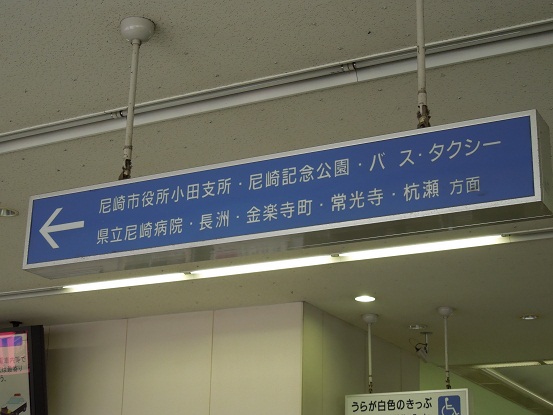 尼崎市役所小田支所・尼崎記念公園・バス・タクシー
県立尼崎病院・長洲・金楽寺町・常光寺・杭瀬 方面
うらが白色のきっぷ